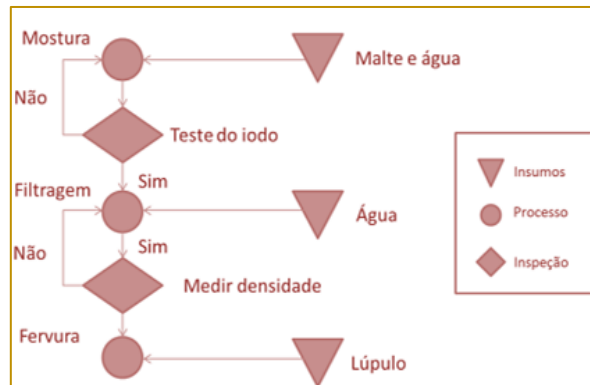 Mostura
Malte e água
Não
Teste do iodo
Sim
Filtragem
Água
Sim
Não
Medir densidade
Fervura
Lúpulo
Insumos
Processo
Inspeção